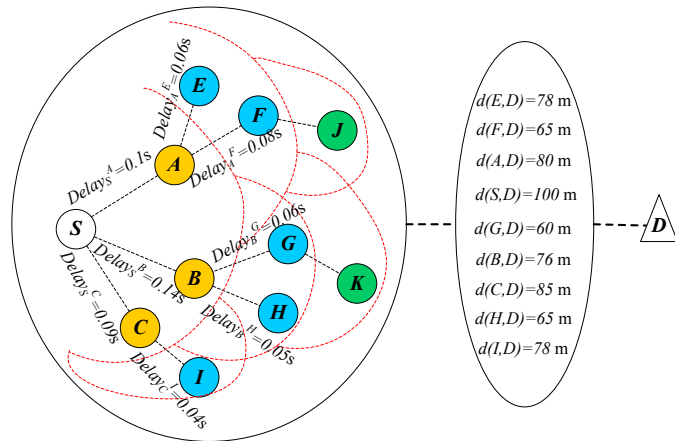 E
F
J
A
S
G
B
K
H
C
I
Delay_A^E=0.06s
Delay_S^A=0.1s
Delay_A^F=0.08s
Delay_B^G=0.06s
Delay_S^B=0.14s
Delay_S^C=0.09s
Delay_B^H=0.05s
Delay_C^I=0.04s
d(E,D)=78 m
d(F,D)=65 m
d(A,D)=80 m
d(S,D)=100 m
d(G,D)=60 m
d(B,D)=76 m
d(C,D)=85 m
d(H,D)=65 m
d(I,D)=78 m
D